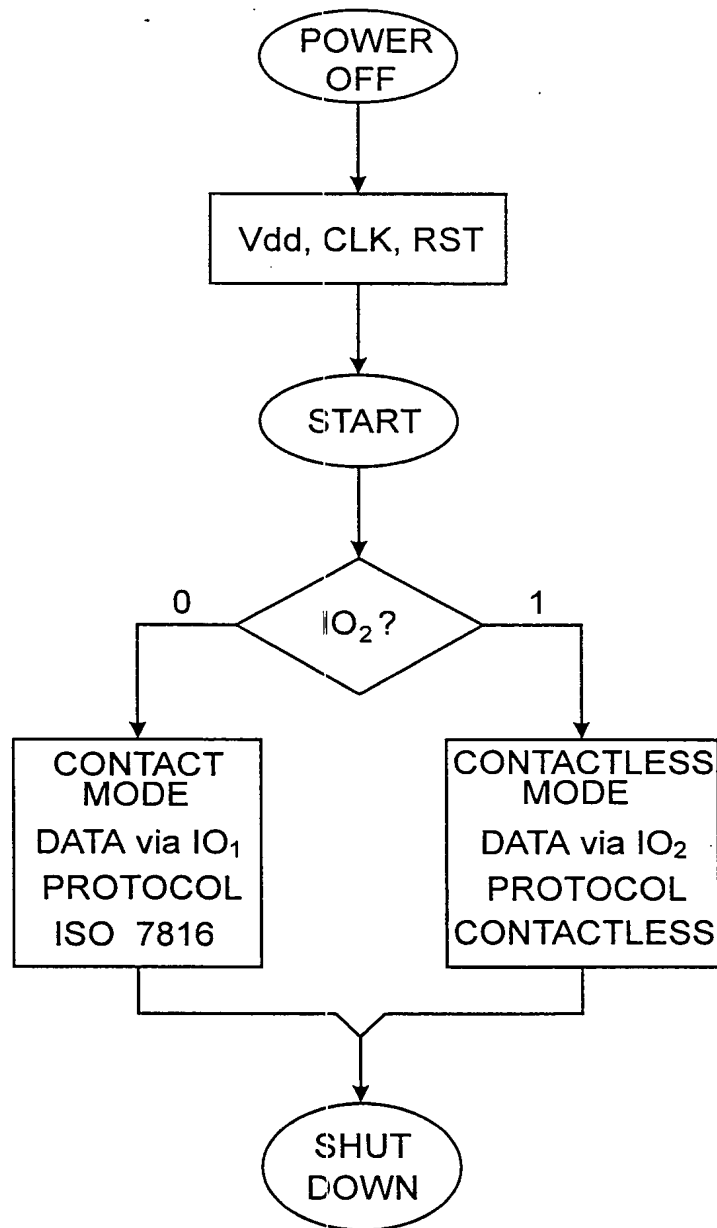 POWER
OFF
Vdd, CLK, RST
START
0
IO₂?
1
CONTACT
MODE
DATA via IO₁
PROTOCOL
ISO 7816
CONTACTLESS
MODE
DATA via IO₂
PROTOCOL
CONTACTLESS
SHUT
DOWN